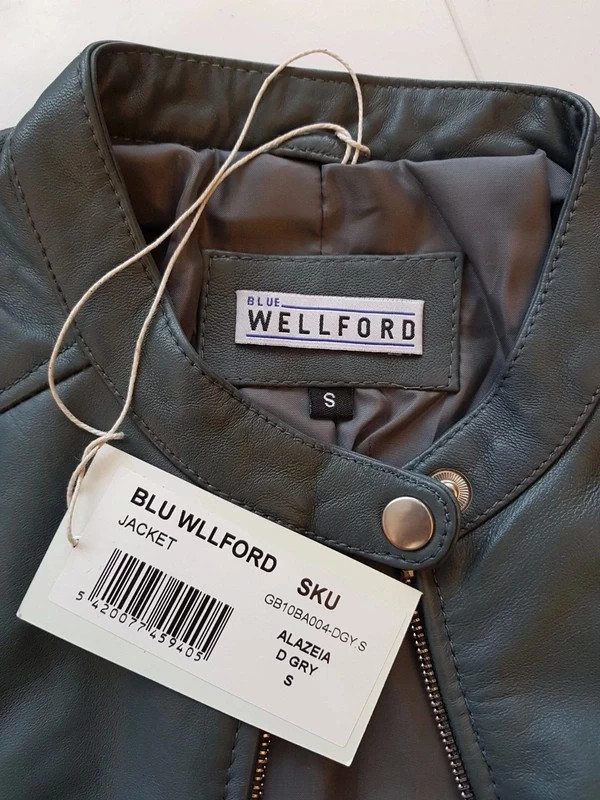 BLUE
WELLFORD
S
BLU WLLFORD
JACKET
SKU
GB10BA004-DGY.S
5 420077 459405
ALAZEIA
D GRY
S